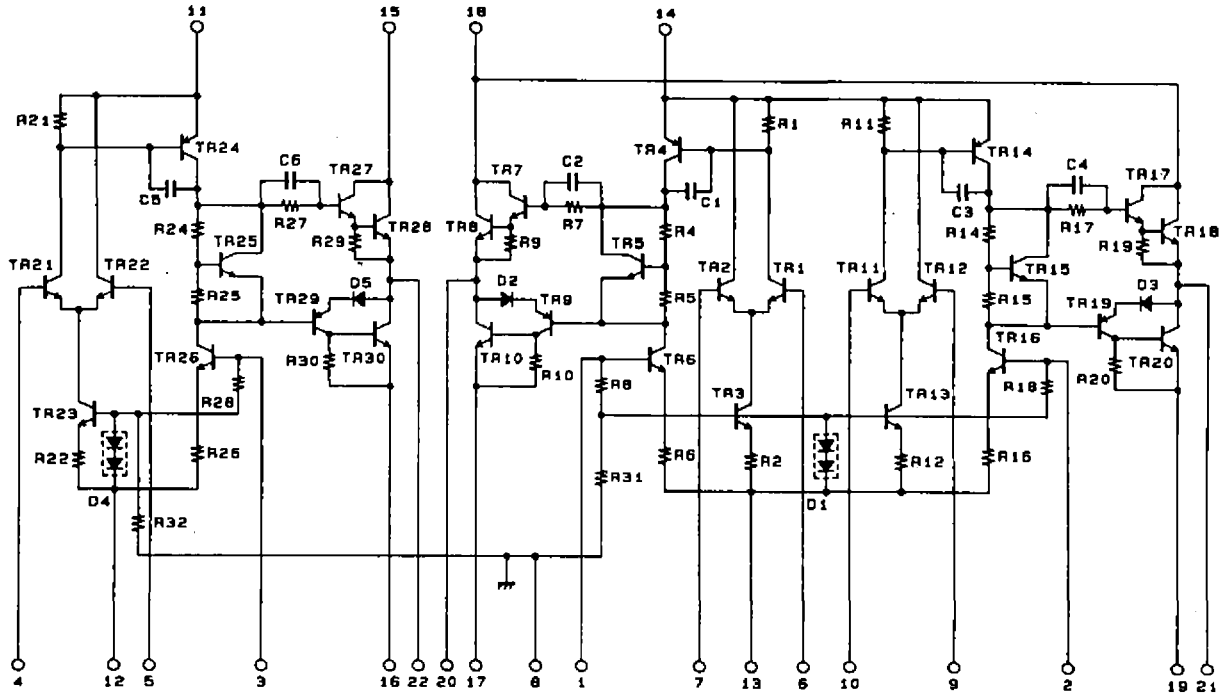 11 15 18 14
R21 TR24 C6 TR27 TR7 C2 TR4 R1 R11 TR14 C4 TR17
C5 C1 C3
R24 R27 R29 TR28 TR8 R9 R7 R4 R14 R17 R19 TR18
TR25 TR5
TR21 TR22 TR2 TR1 TR11 TR12 TR15
R25 TR29 D5 D2 TR9 R5 R15 TR19 D3
TR26 R30 TR30 TR10 R10 TR6 TR16 R20 TR20
R28 R8 R18
TR23 TR3 TR13
R22 R26 R6 R2 R12 R16
D4 R31 D1
R32
4 12 5 3 16 22 20 17 8 1 7 13 6 10 9 2 19 21